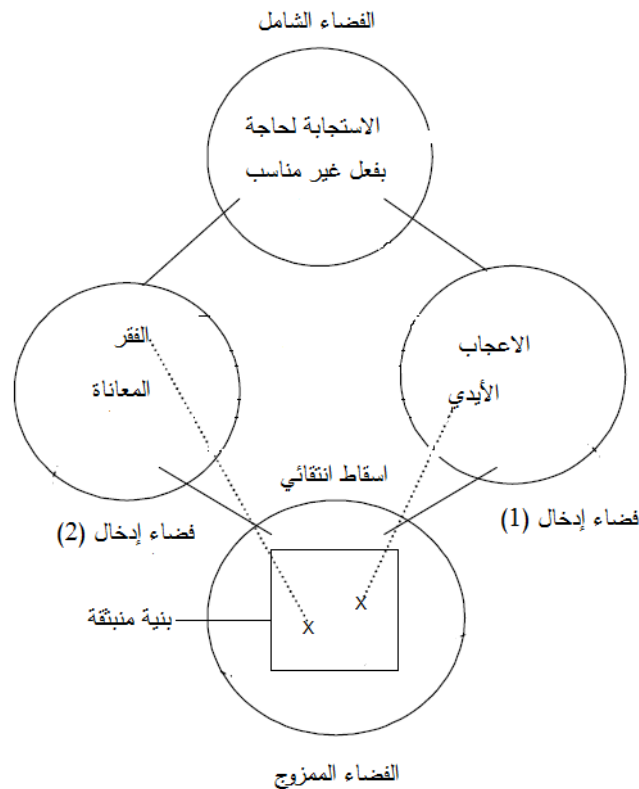 الفضاء الشامل
الاستجابة لحاجة
بفعل غير مناسب
الاعجاب
الأيدي
الفقر
المعاناة
اسقاط انتقائي
فضاء إدخال (1)
فضاء إدخال (2)
X
X
بنية منبثقة
الفضاء الممزوج